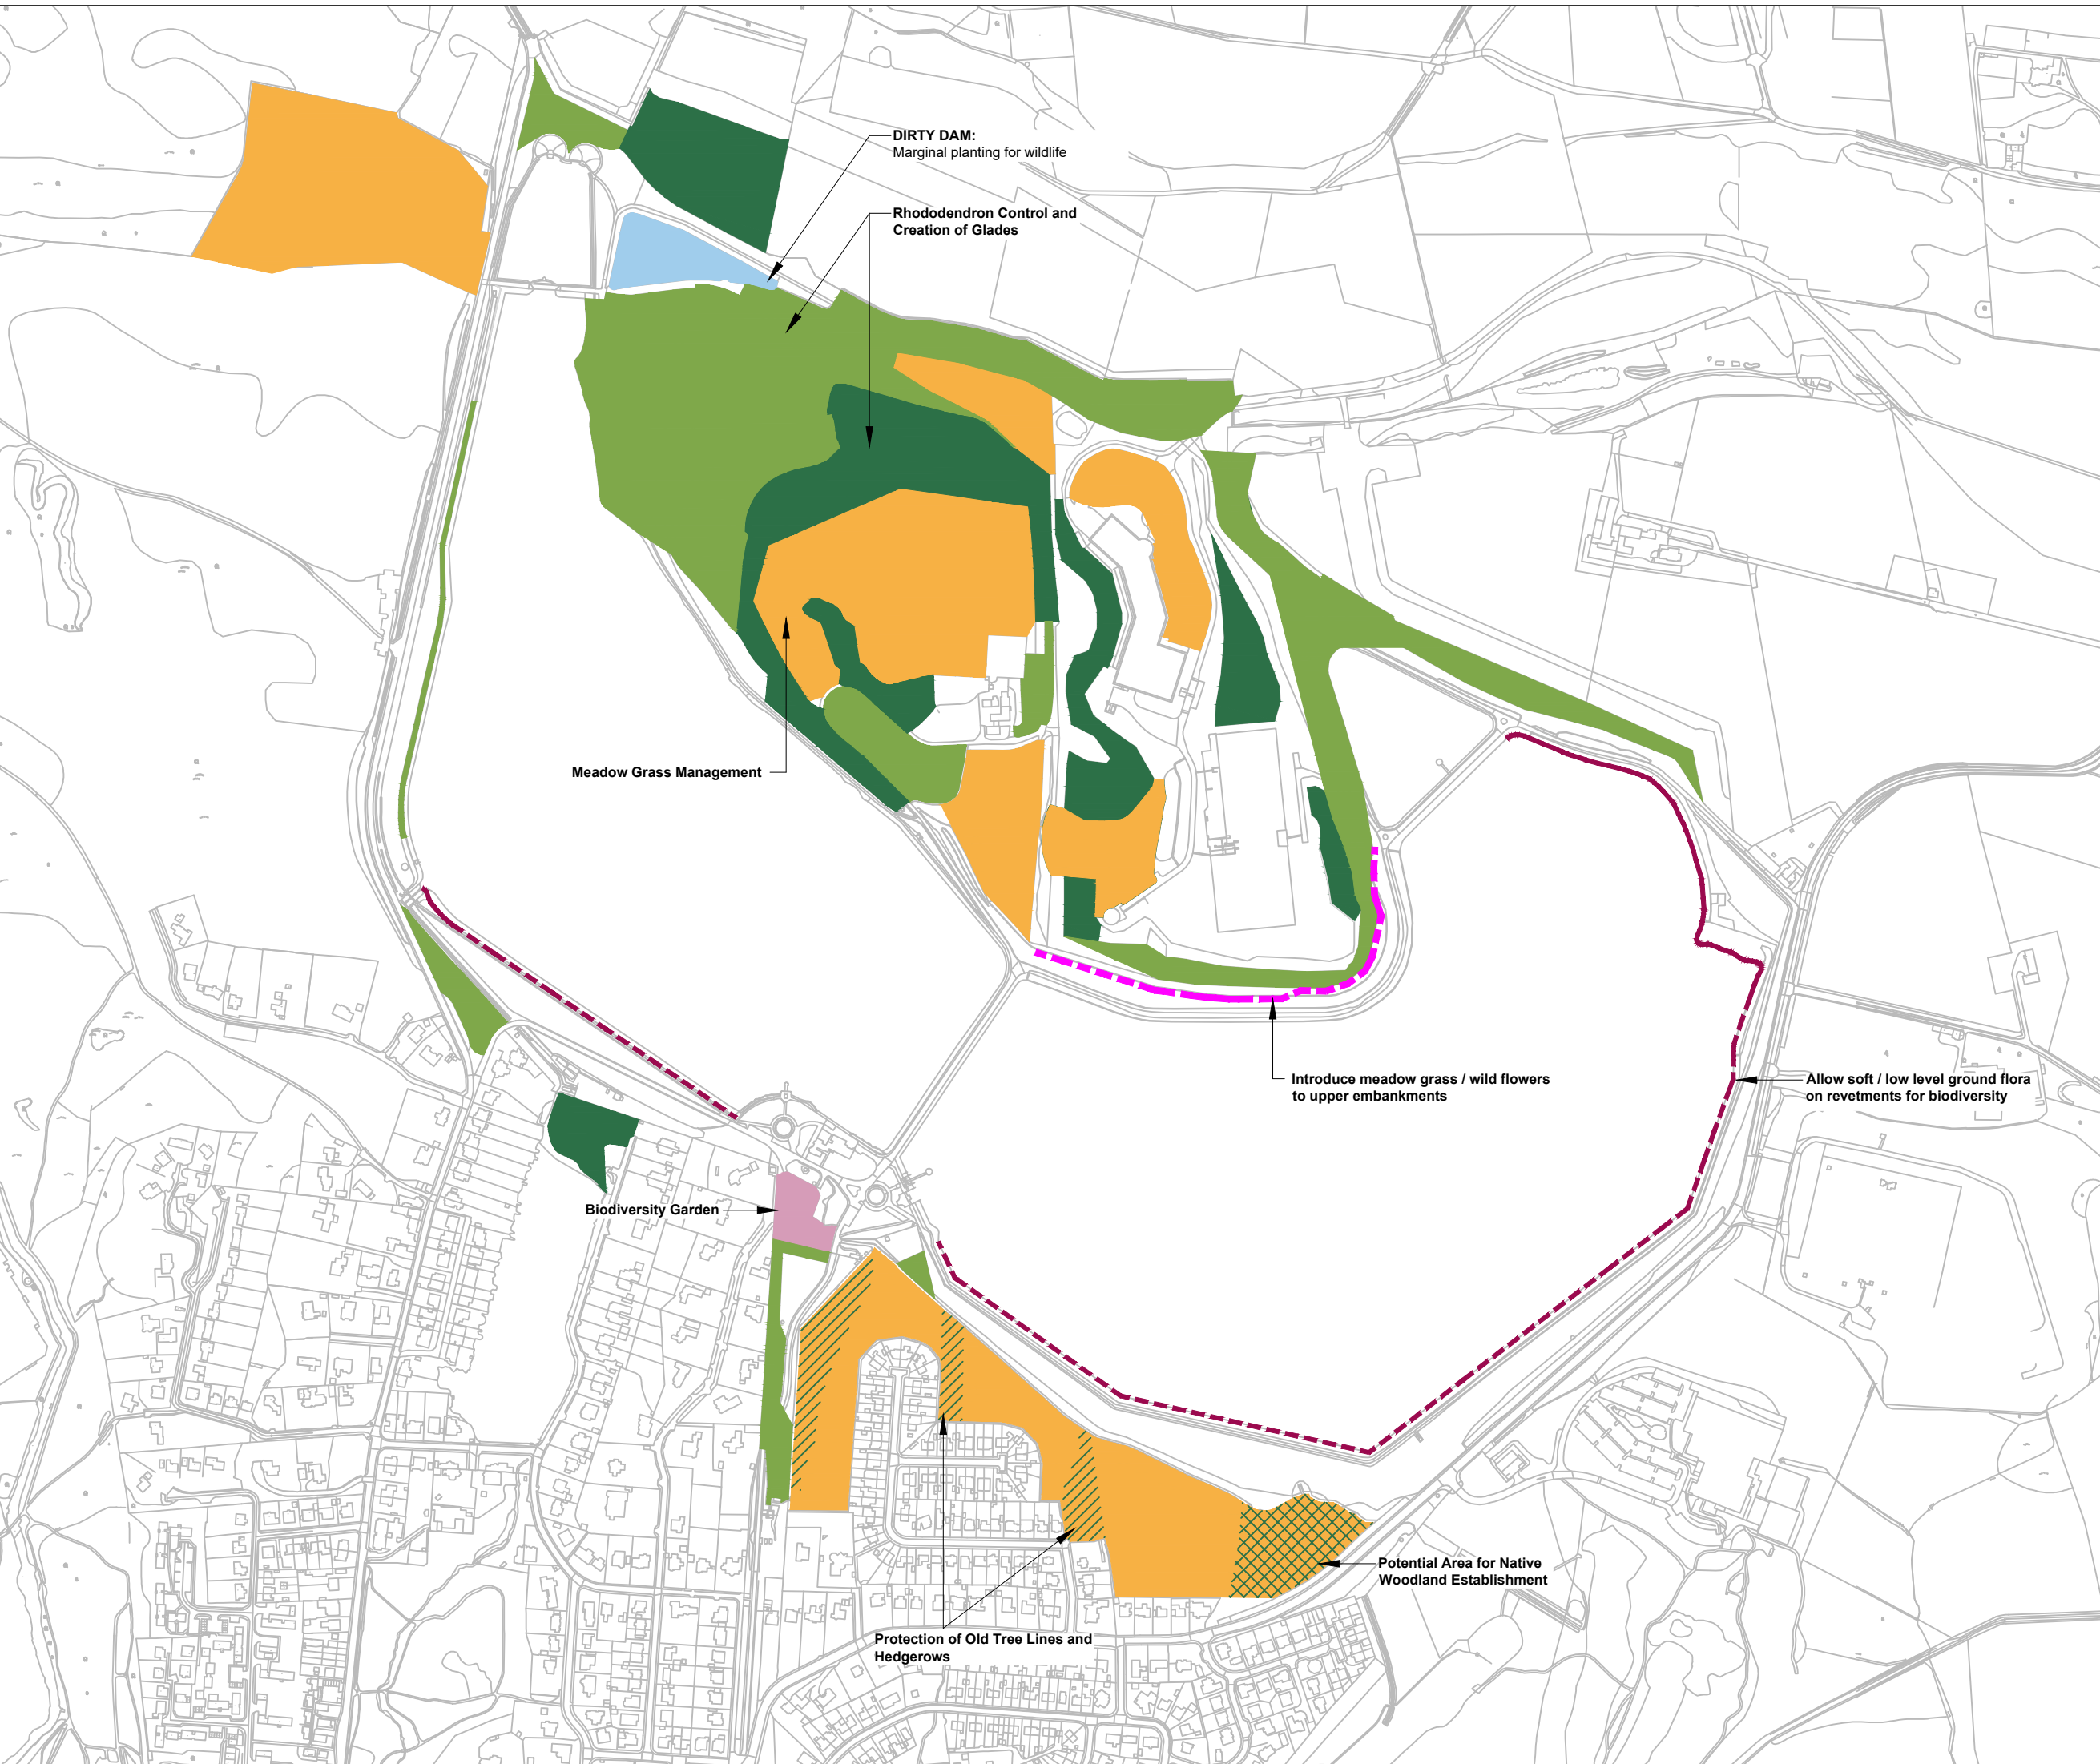 DIRTY DAM:
Marginal planting for wildlife
Rhododendron Control and
Creation of Glades
Meadow Grass Management
Introduce meadow grass / wild flowers
to upper embankments
Allow soft / low level ground flora
on revetments for biodiversity
Biodiversity Garden
Potential Area for Native
Woodland Establishment
Protection of Old Tree Lines and
Hedgerows